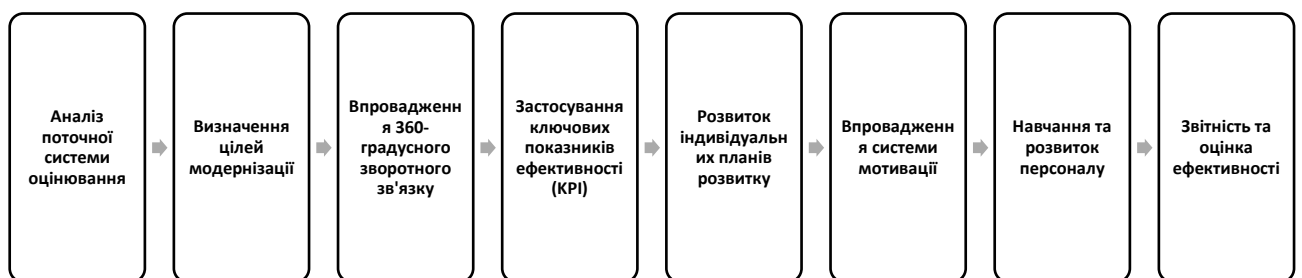 Аналіз
поточної
системи
оцінювання
Визначення
цілей
модернізації
Впровадженн
я 360-
градусного
зворотного
зв'язку
Застосування
ключових
показників
ефективності
(KPI)
Розвиток
індивідуальн
их планів
розвитку
Впровадженн
я системи
мотивації
Навчання та
розвиток
персоналу
Звітність та
оцінка
ефективності